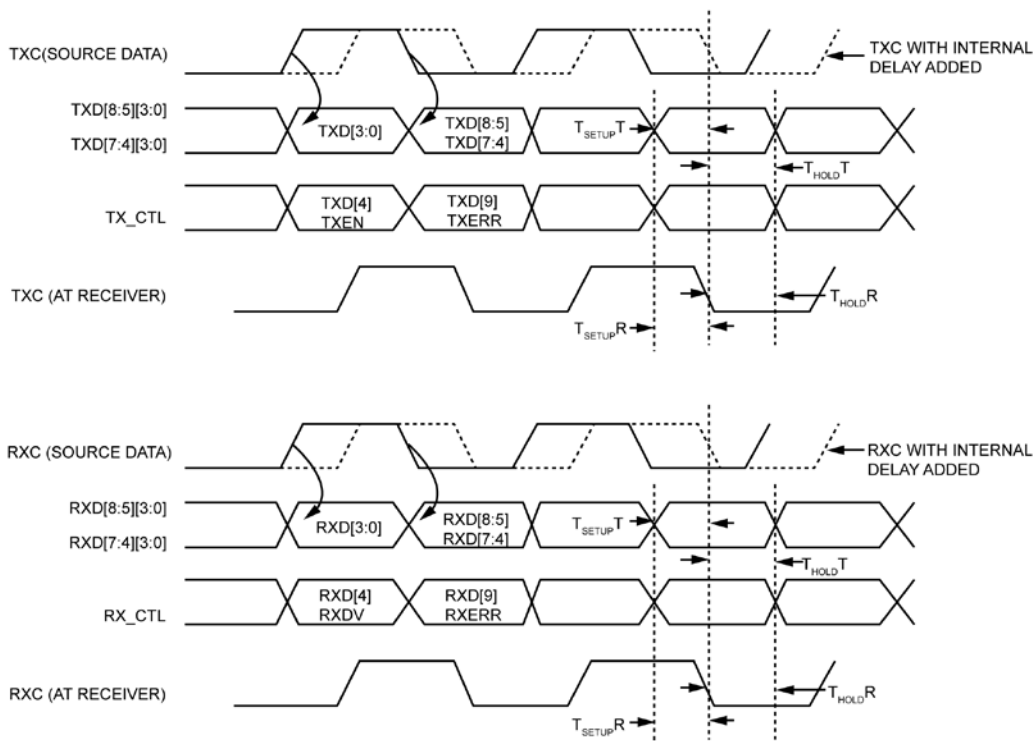 TXC(SOURCE DATA)
TXC WITH INTERNAL
DELAY ADDED
TXD[8:5][3:0]
TXD[7:4][3:0]
TXD[3:0]
TXD[8:5]
TXD[7:4]
TSETUPT
THOLDT
TX_CTL
TXD[4]
TXEN
TXD[9]
TXERR
TXC (AT RECEIVER)
THOLDR
TSETUPR
RXC (SOURCE DATA)
RXC WITH INTERNAL
DELAY ADDED
RXD[8:5][3:0]
RXD[7:4][3:0]
RXD[3:0]
RXD[8:5]
RXD[7:4]
TSETUPT
THOLDT
RX_CTL
RXD[4]
RXDV
RXD[9]
RXERR
RXC (AT RECEIVER)
THOLDR
TSETUPR